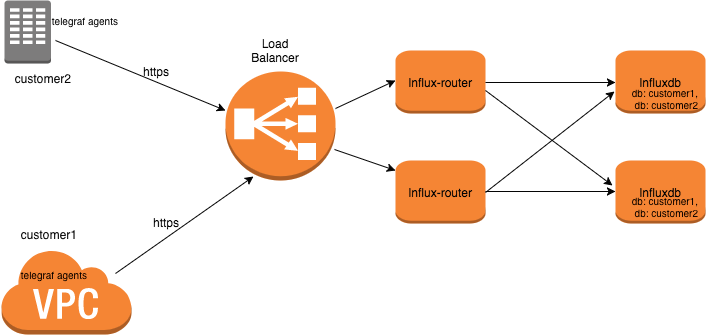 telegraf agents
customer2
https
Load
Balancer
Influx-router
Influxdb
db: customer1,
db: customer2
Influx-router
Influxdb
db: customer1,
db: customer2
https
customer1
telegraf agents
VPC